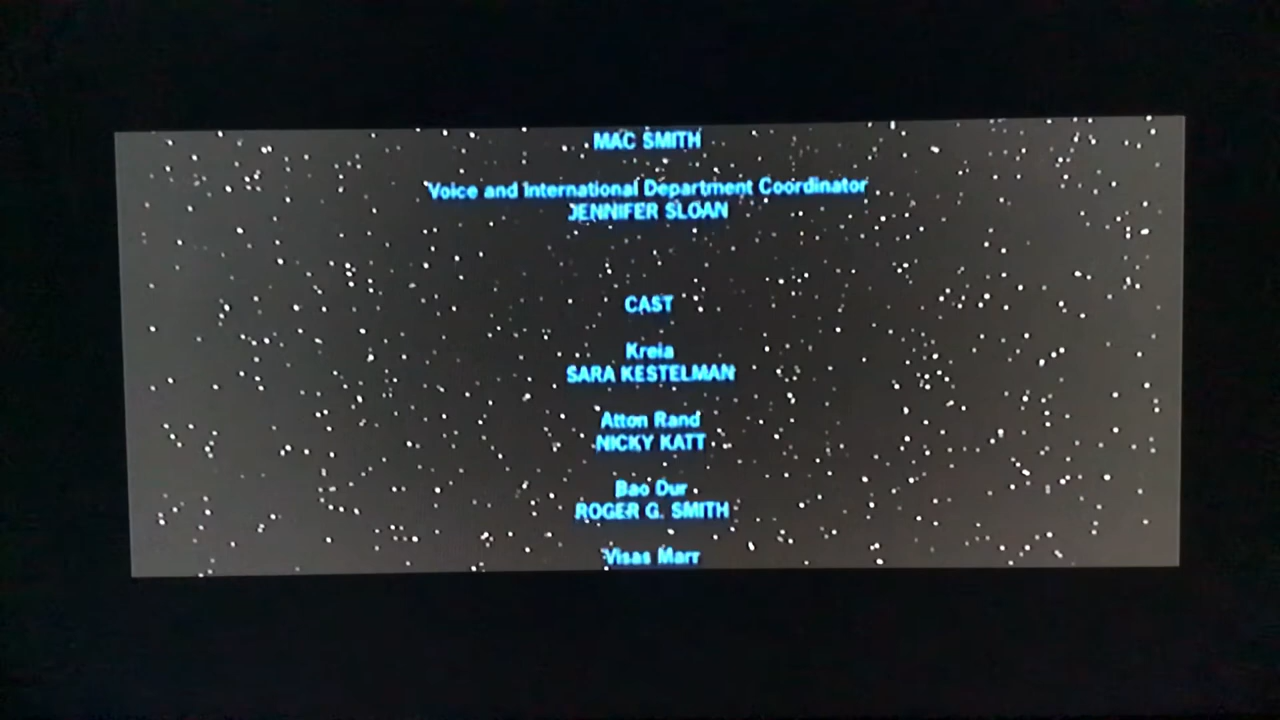 MAC SMITH
Voice and International Department Coordinator
JENNIFER SLOAN
CAST
Kreia
SARA KESTELMAN
Atton Rand
NICKY KATT
Bao Dur
ROGER G. SMITH
Visas Marr